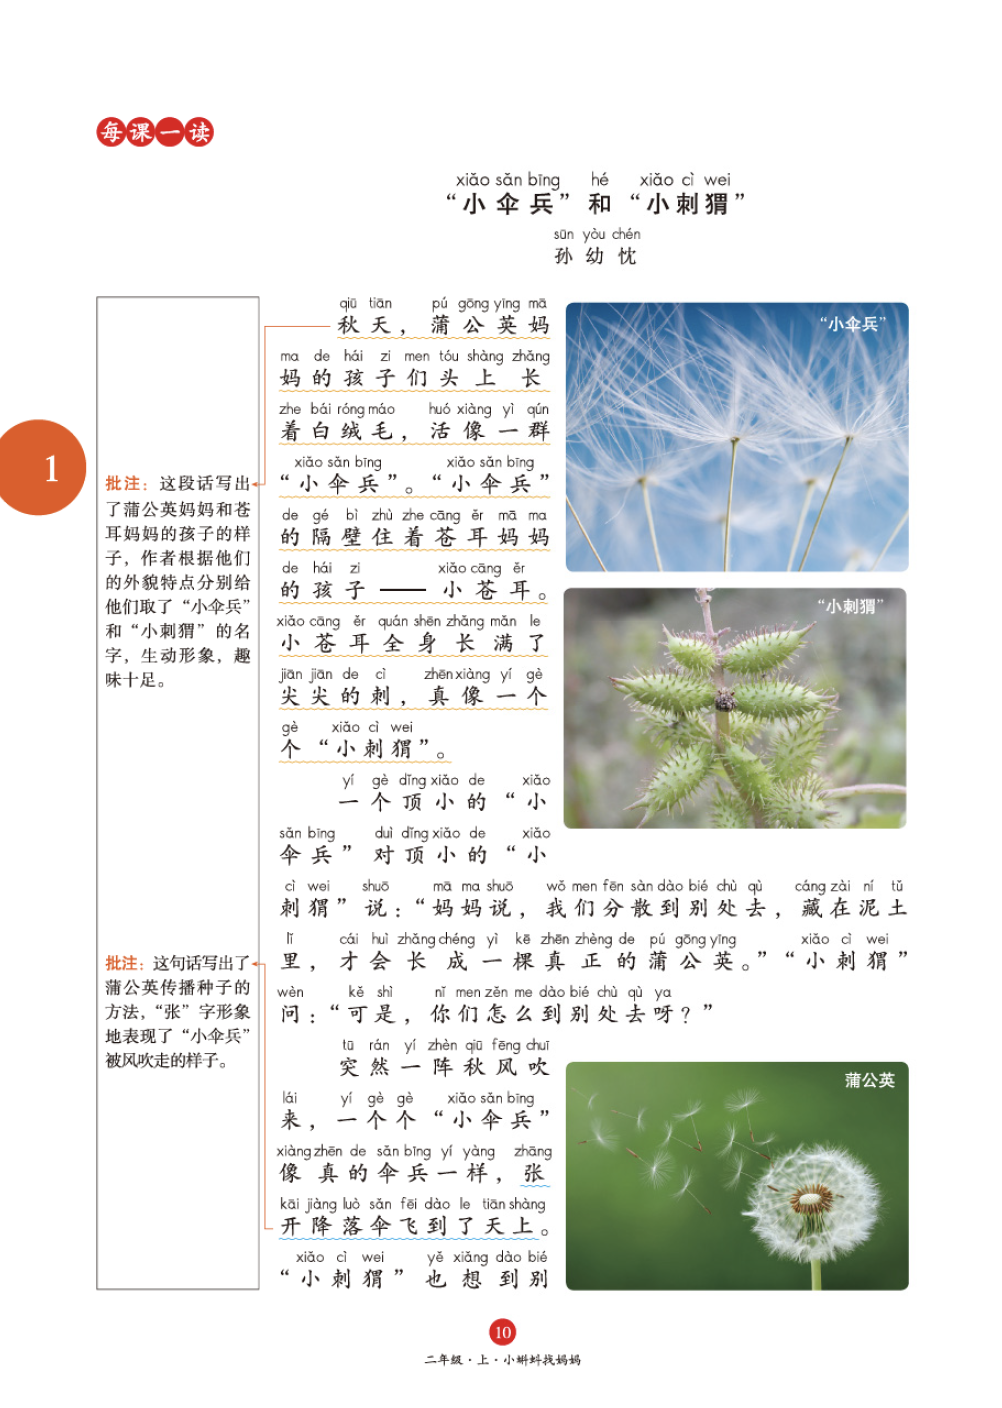 每课一读
xiǎo sǎn bīng hé xiǎo cì wei
“小伞兵”和“小刺猬”
sūn yòu chén
孙幼忱
1
批注：这段话写出
了蒲公英妈妈和苍
耳妈妈的孩子的样
子，作者根据他们
的外貌特点分别给
他们取了“小伞兵”
和“小刺猬”的名
字，生动形象，趣
味十足。
qiū tiān pú gōng yīng mā
秋天，蒲公英妈
ma de hái zi men tóu shàng zhǎng
妈的孩子们头上长
zhe bái róng máo huó xiàng yì qún
着白绒毛，活像一群
xiǎo sǎn bīng xiǎo sǎn bīng
“小伞兵”。“小伞兵”
de gé bì zhù zhe cāng ěr mā ma
的隔壁住着苍耳妈妈
de hái zi xiǎo cāng ěr
的孩子——小苍耳。
xiǎo cāng ěr quán shēn zhǎng mǎn le
小苍耳全身长满了
jiān jiān de cì zhēn xiàng yí gè
尖尖的刺，真像一个
gè xiǎo cì wei
个“小刺猬”。
yí gè dǐng xiǎo de xiǎo
一个顶小的“小
sǎn bīng duì dǐng xiǎo de xiǎo
伞兵”对顶小的“小
cì wei shuō mā ma shuō wǒ men fēn sàn dào bié chù qù cáng zài ní tǔ
刺猬”说：“妈妈说，我们分散到别处去，藏在泥土
lǐ cái huì zhǎng chéng yì kē zhēn zhèng de pú gōng yīng xiǎo cì wei
里，才会长成一棵真正的蒲公英。”“小刺猬”
wèn kě shì nǐ men zěn me dào bié chù qù ya
问：“可是，你们怎么到别处去呀？”
tū rán yí zhèn qiū fēng chuī
突然一阵秋风吹
lái yí gè gè xiǎo sǎn bīng
来，一个个“小伞兵”
xiàng zhēn de sǎn bīng yí yàng zhāng
像真的伞兵一样，张
kāi jiàng luò sǎn fēi dào le tiān shàng
开降落伞飞到了天上。
xiǎo cì wei yě xiǎng dào bié
“小刺猬”也想到别
批注：这句话写出了
蒲公英传播种子的
方法，“张”字形象
地表现了“小伞兵”
被风吹走的样子。
“小伞兵”
“小刺猬”
蒲公英
10
二年级·上·小蝌蚪找妈妈